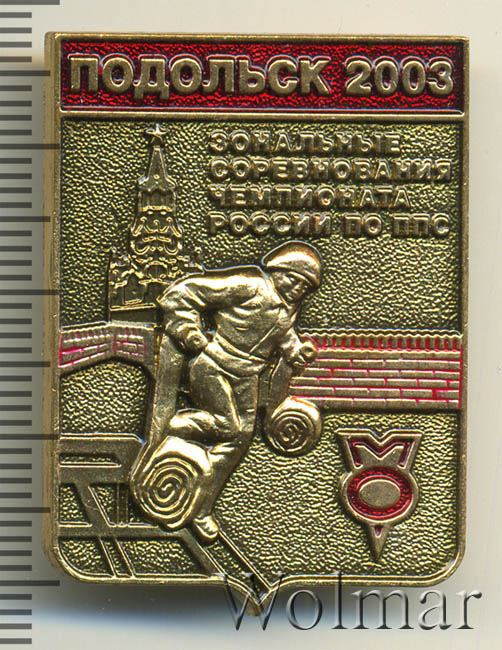 ПОДОЛЬСК 2003
ЗОНАЛЬНЫЕ
СОРЕВНОВАНИЯ
ЧЕМПИОНАТА
РОССИИ ПО ППС
МО
Wolmar